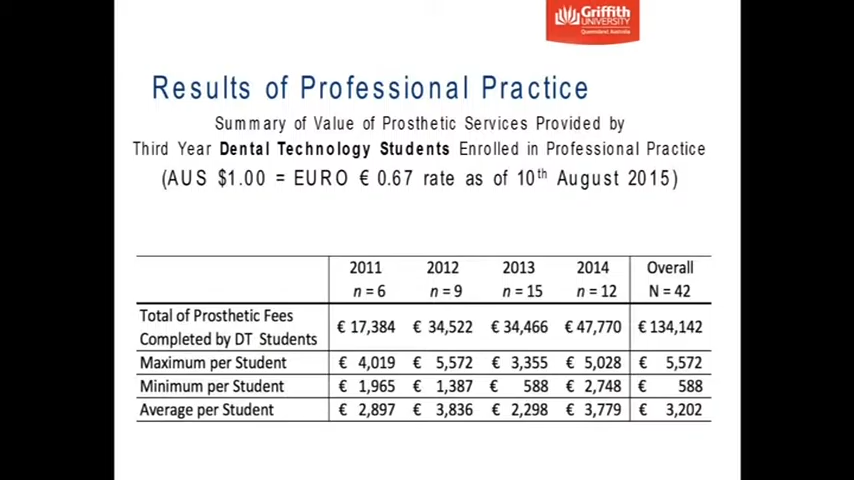 Griffith
UNIVERSITY
Queensland, Australia
Results of Professional Practice
Summary of Value of Prosthetic Services Provided by
Third Year Dental Technology Students Enrolled in Professional Practice
(AUS $1.00 = EURO € 0.67 rate as of 10th August 2015)
2011 2012 2013 2014 Overall
n = 6 n = 9 n = 15 n = 12 N = 42
Total of Prosthetic Fees
Completed by DT Students € 17,384 € 34,522 € 34,466 € 47,770 € 134,142
Maximum per Student € 4,019 € 5,572 € 3,355 € 5,028 € 5,572
Minimum per Student € 1,965 € 1,387 € 588 € 2,748 € 588
Average per Student € 2,897 € 3,836 € 2,298 € 3,779 € 3,202